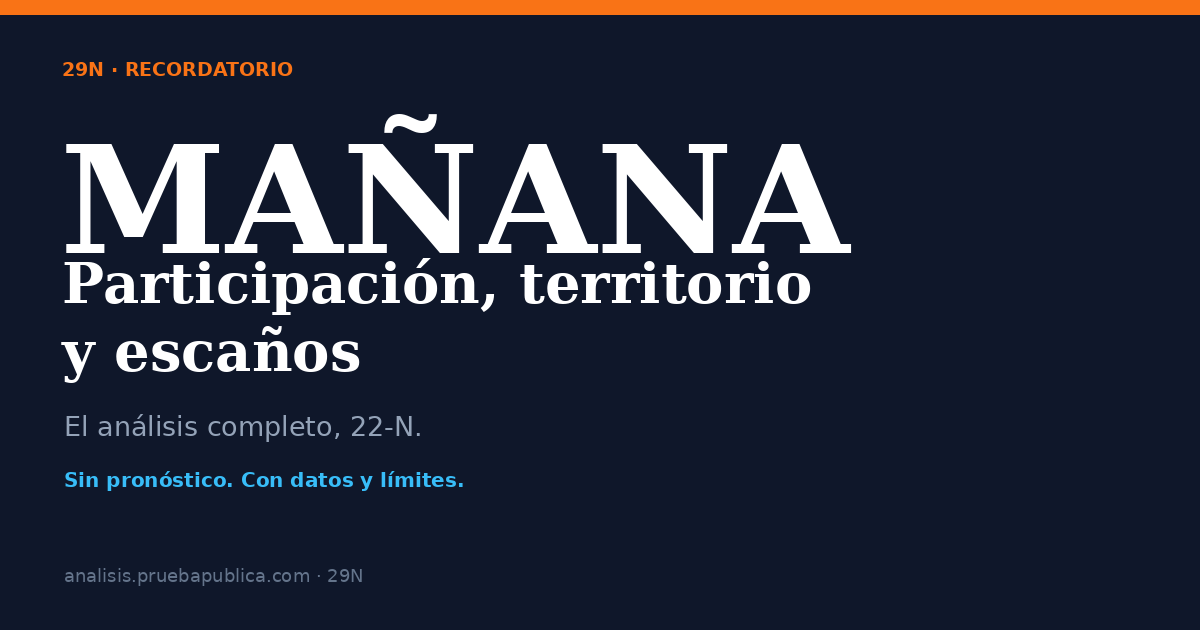 29N · RECORDATORIO
MAÑANA
Participación, territorio
y escaños
El análisis completo, 22-N.
Sin pronóstico. Con datos y límites.
analisis.pruebapublica.com · 29N